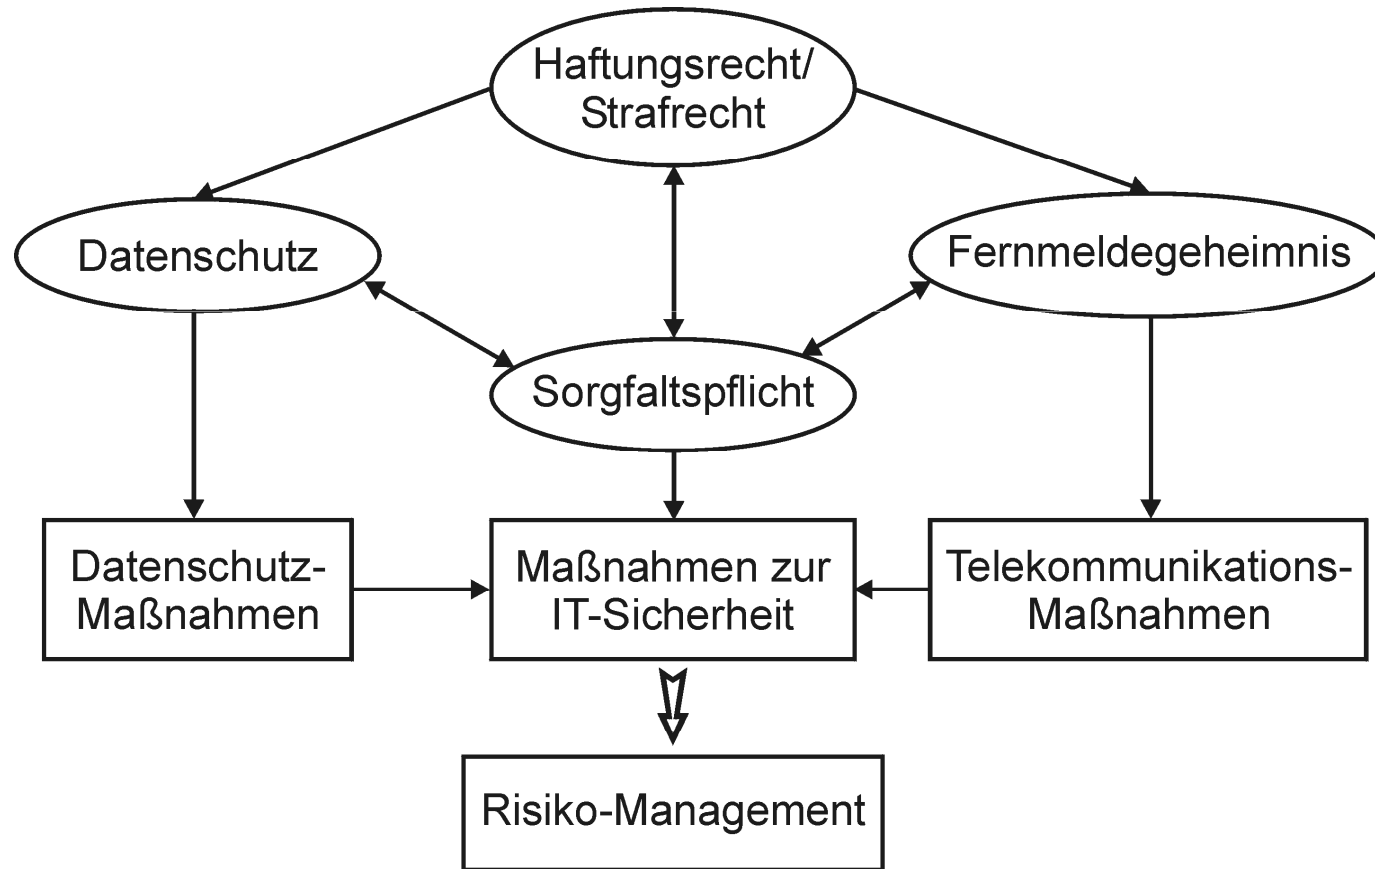 Haftungsrecht/
Strafrecht
Datenschutz
Fernmeldegeheimnis
Sorgfaltspflicht
Datenschutz-
Maßnahmen
Maßnahmen zur
IT-Sicherheit
Telekommunikations-
Maßnahmen
Risiko-Management